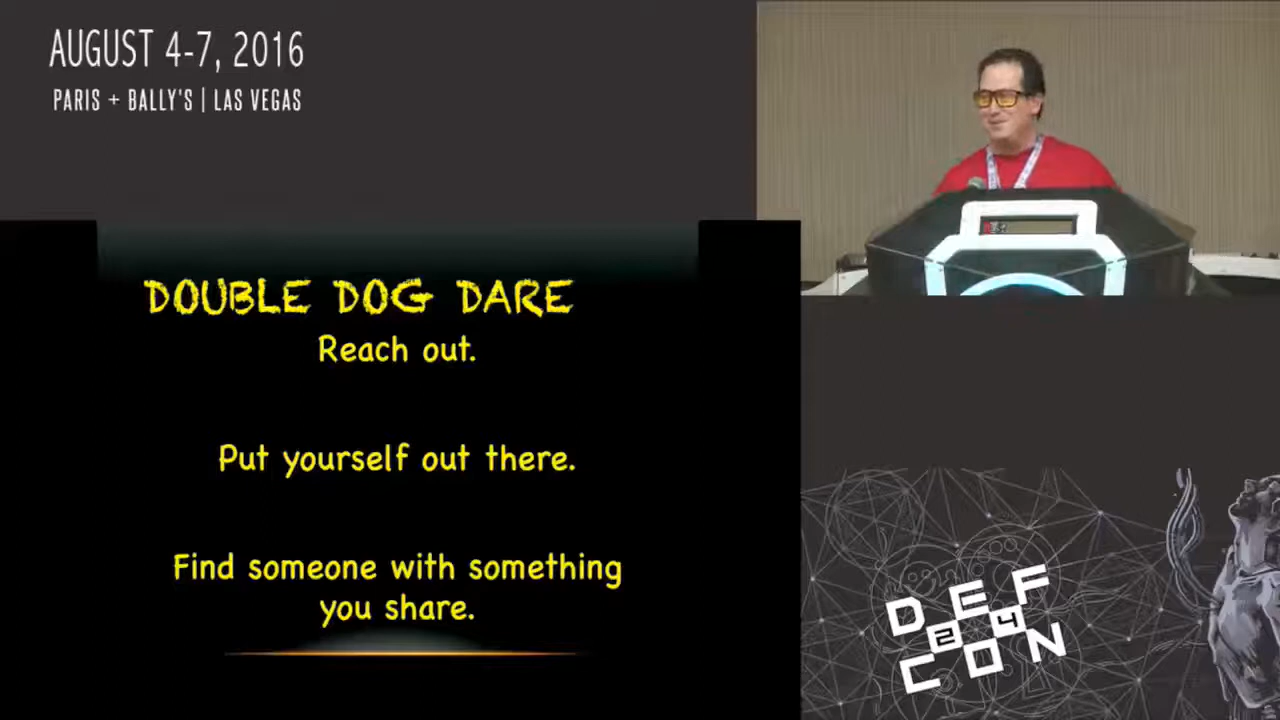 AUGUST 4-7, 2016
PARIS + BALLY'S | LAS VEGAS
DOUBLE DOG DARE
Reach out.
Put yourself out there.
Find someone with something
you share.
DEF
24
CON